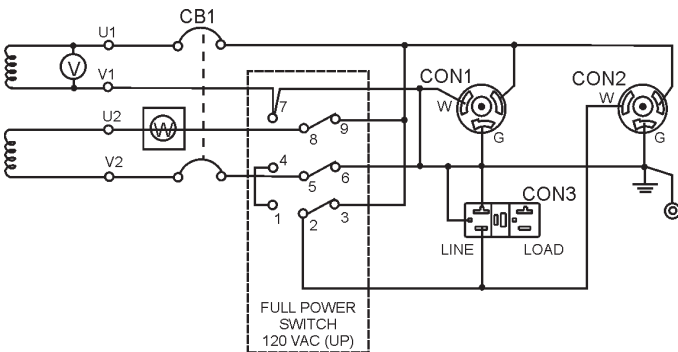 CB1
U1
V
V1
CON1
CON2
W
W
7
U2
W
8
9
G
G
V2
4
5
6
CON3
1
2
3
LINE
LOAD
FULL POWER
SWITCH
120 VAC (UP)